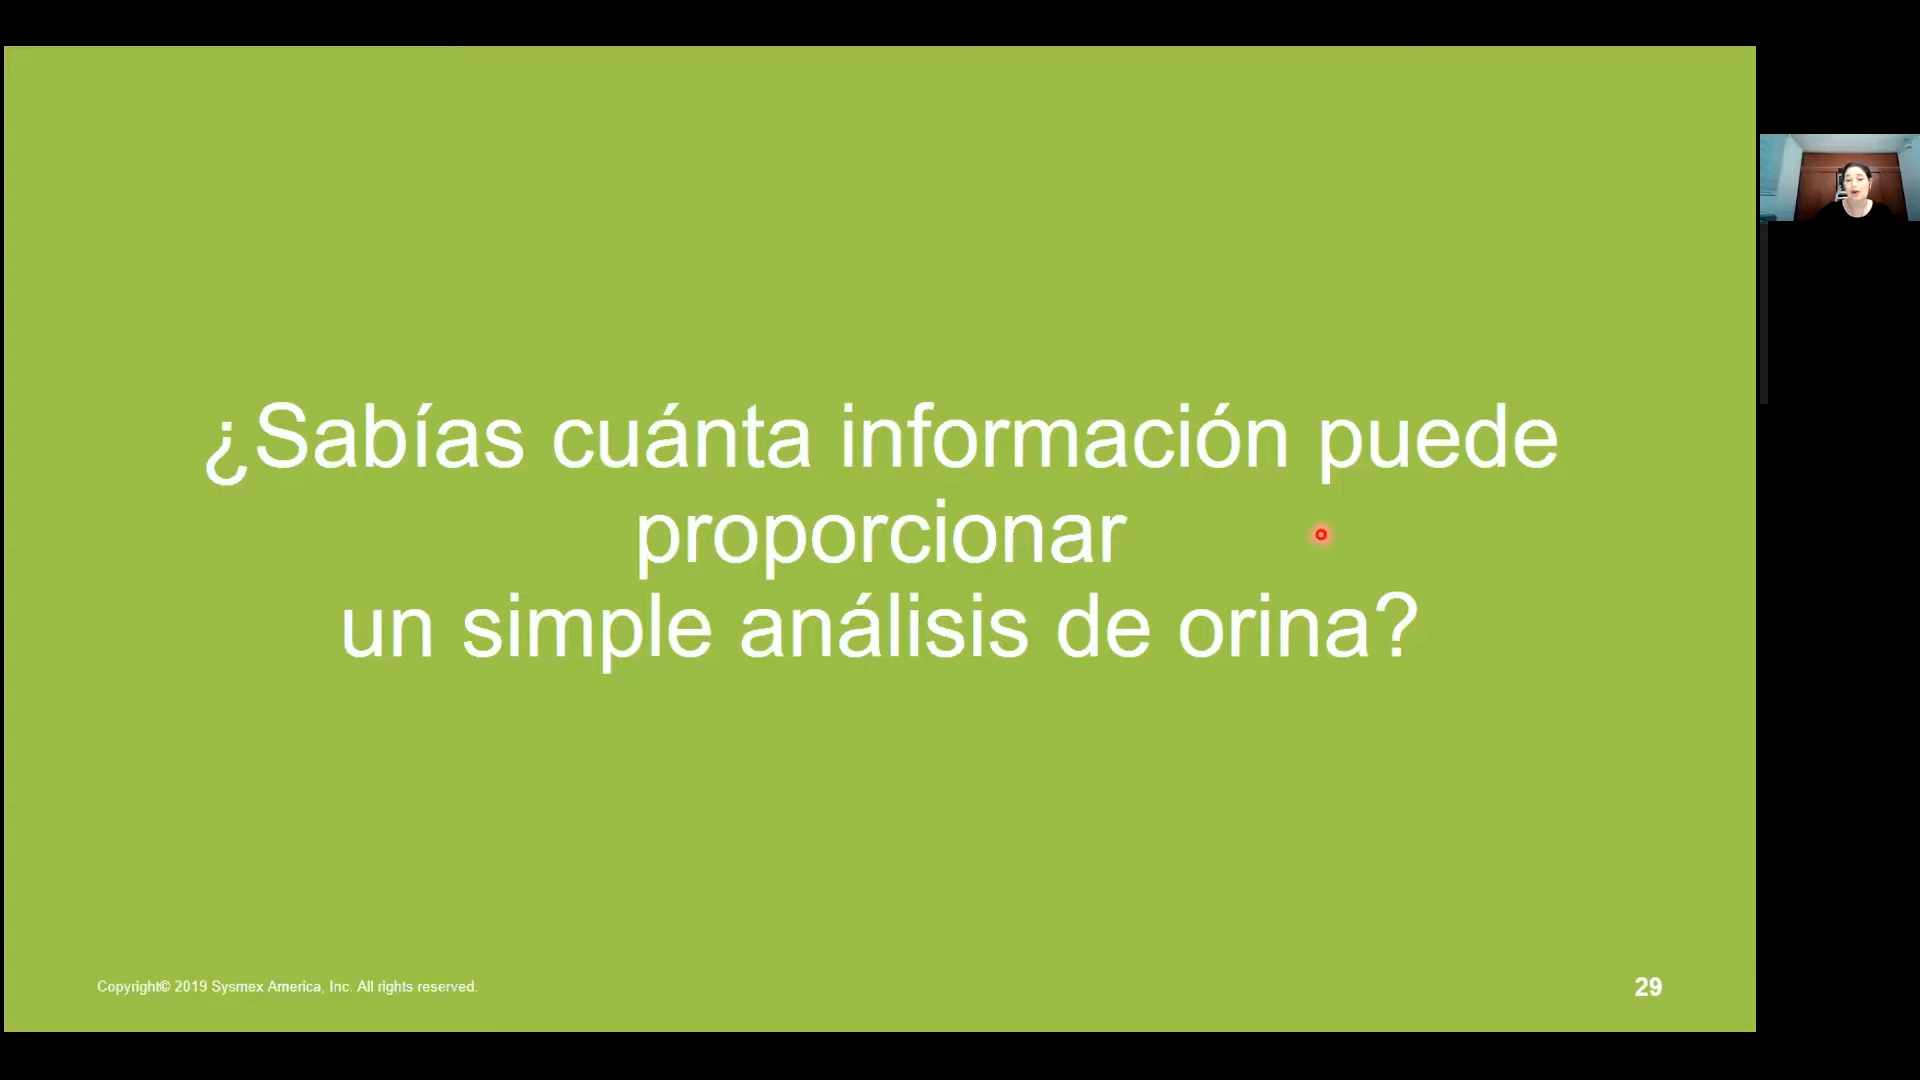 ¿Sabías cuánta información puede
proporcionar
un simple análisis de orina?
Copyright© 2019 Sysmex America, Inc. All rights reserved.
29